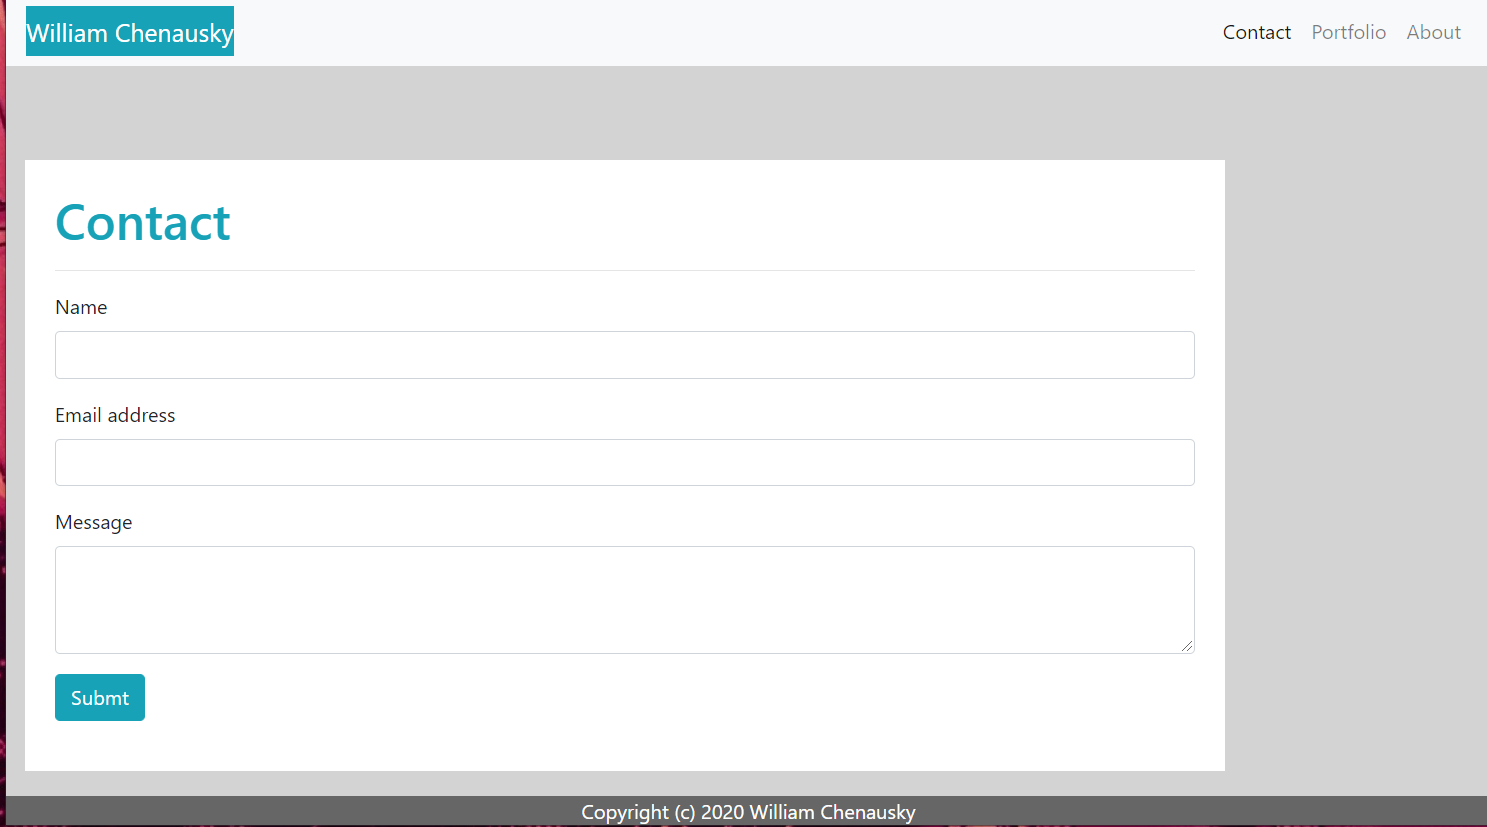 William Chenausky
Contact Portfolio About
Contact
Name
Email address
Message
Submt
Copyright (c) 2020 William Chenausky